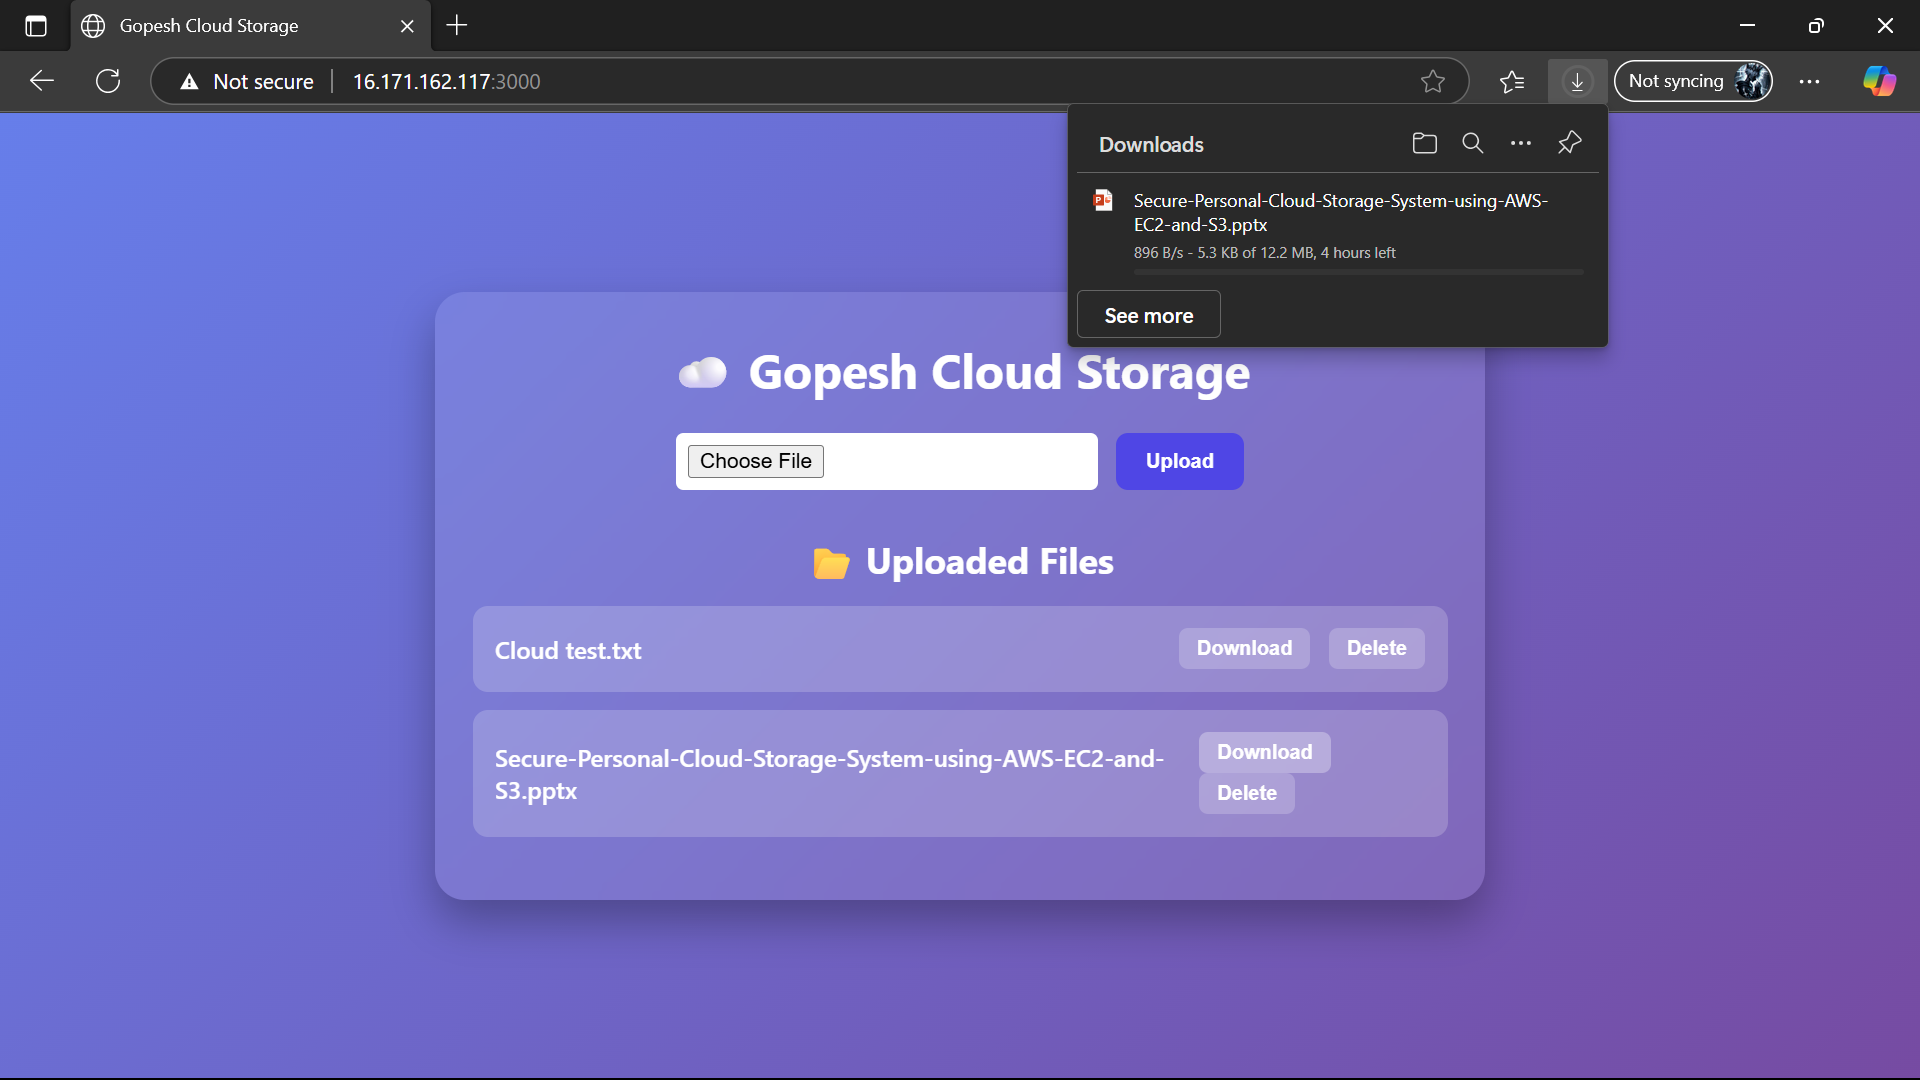 Gopesh Cloud Storage
Not secure
16.171.162.117:3000
Not syncing
Downloads
Secure-Personal-Cloud-Storage-System-using-AWS-
EC2-and-S3.pptx
896 B/s - 5.3 KB of 12.2 MB, 4 hours left
See more
Gopesh Cloud Storage
Choose File
Upload
Uploaded Files
Cloud test.txt
Download
Delete
Secure-Personal-Cloud-Storage-System-using-AWS-EC2-and-
S3.pptx
Download
Delete